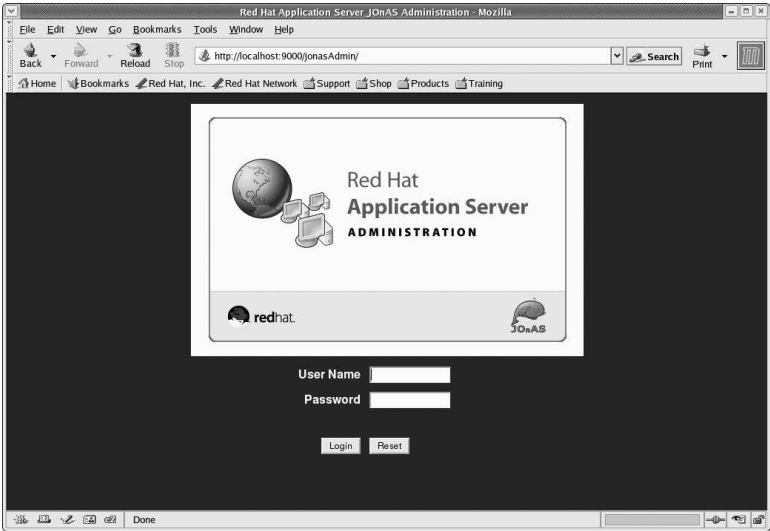 Red Hat Application Server JOnAS Administration - Mozilla
File Edit View Go Bookmarks Tools Window Help
Back Forward Reload Stop http://localhost:9000/jonasAdmin/ Search Print
Home Bookmarks Red Hat, Inc. Red Hat Network Support Shop Products Training
Red Hat
Application Server
ADMINISTRATION
redhat.
JOnAS
User Name
Password
Login Reset
Done